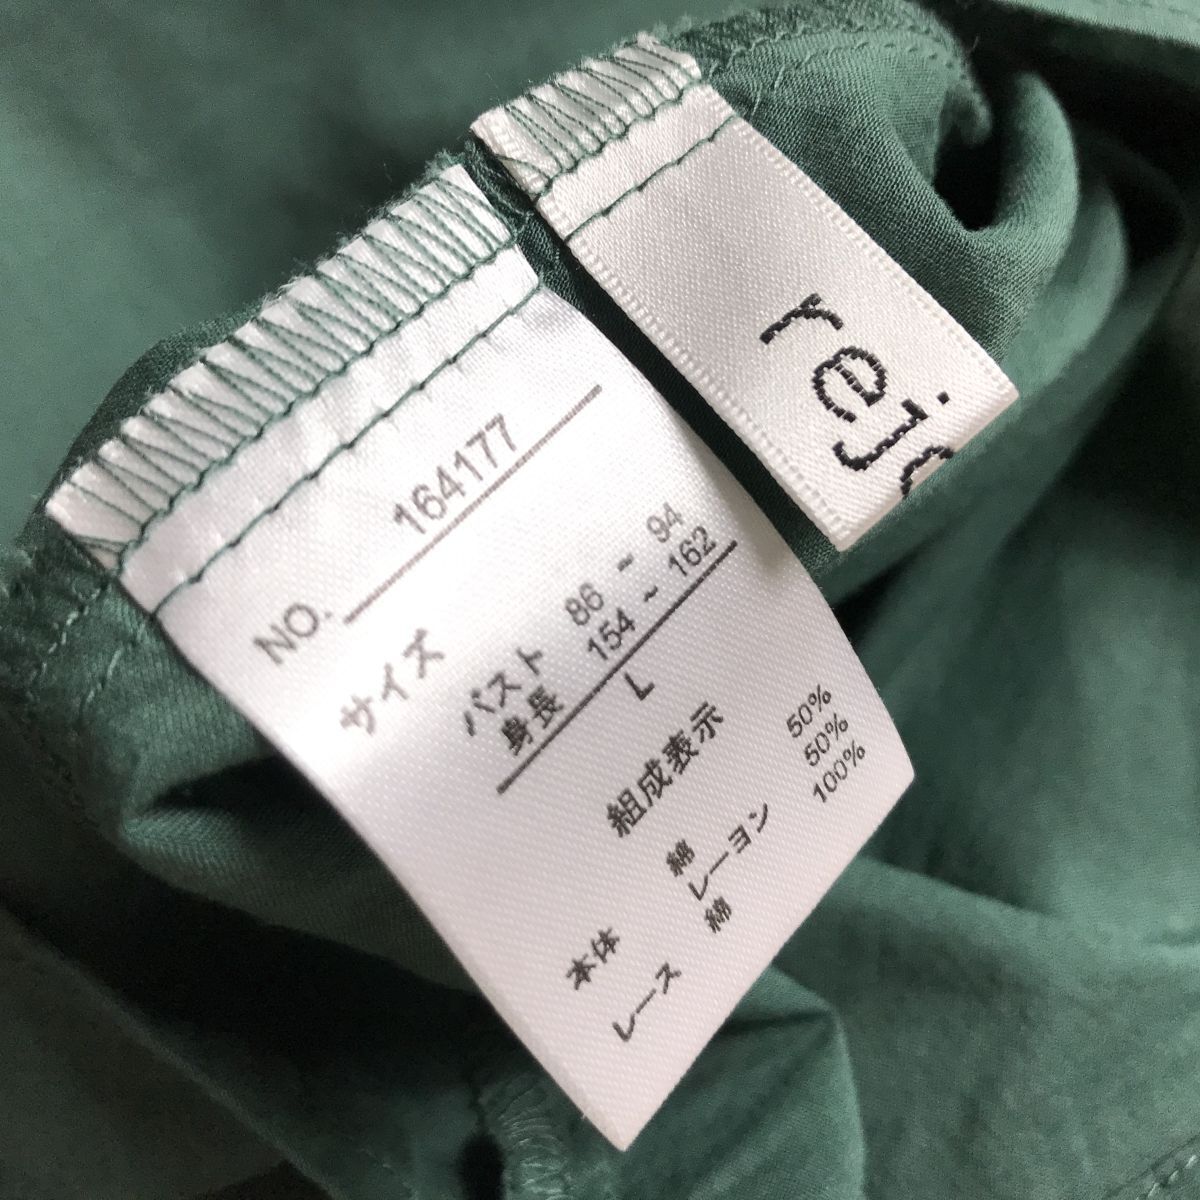 NO. 164177
サイズ
バスト 86 ~ 94
身長 154 ~ 162
L
組成表示
本体 綿 50%
レーヨン 50%
レース 綿 100%
rejo